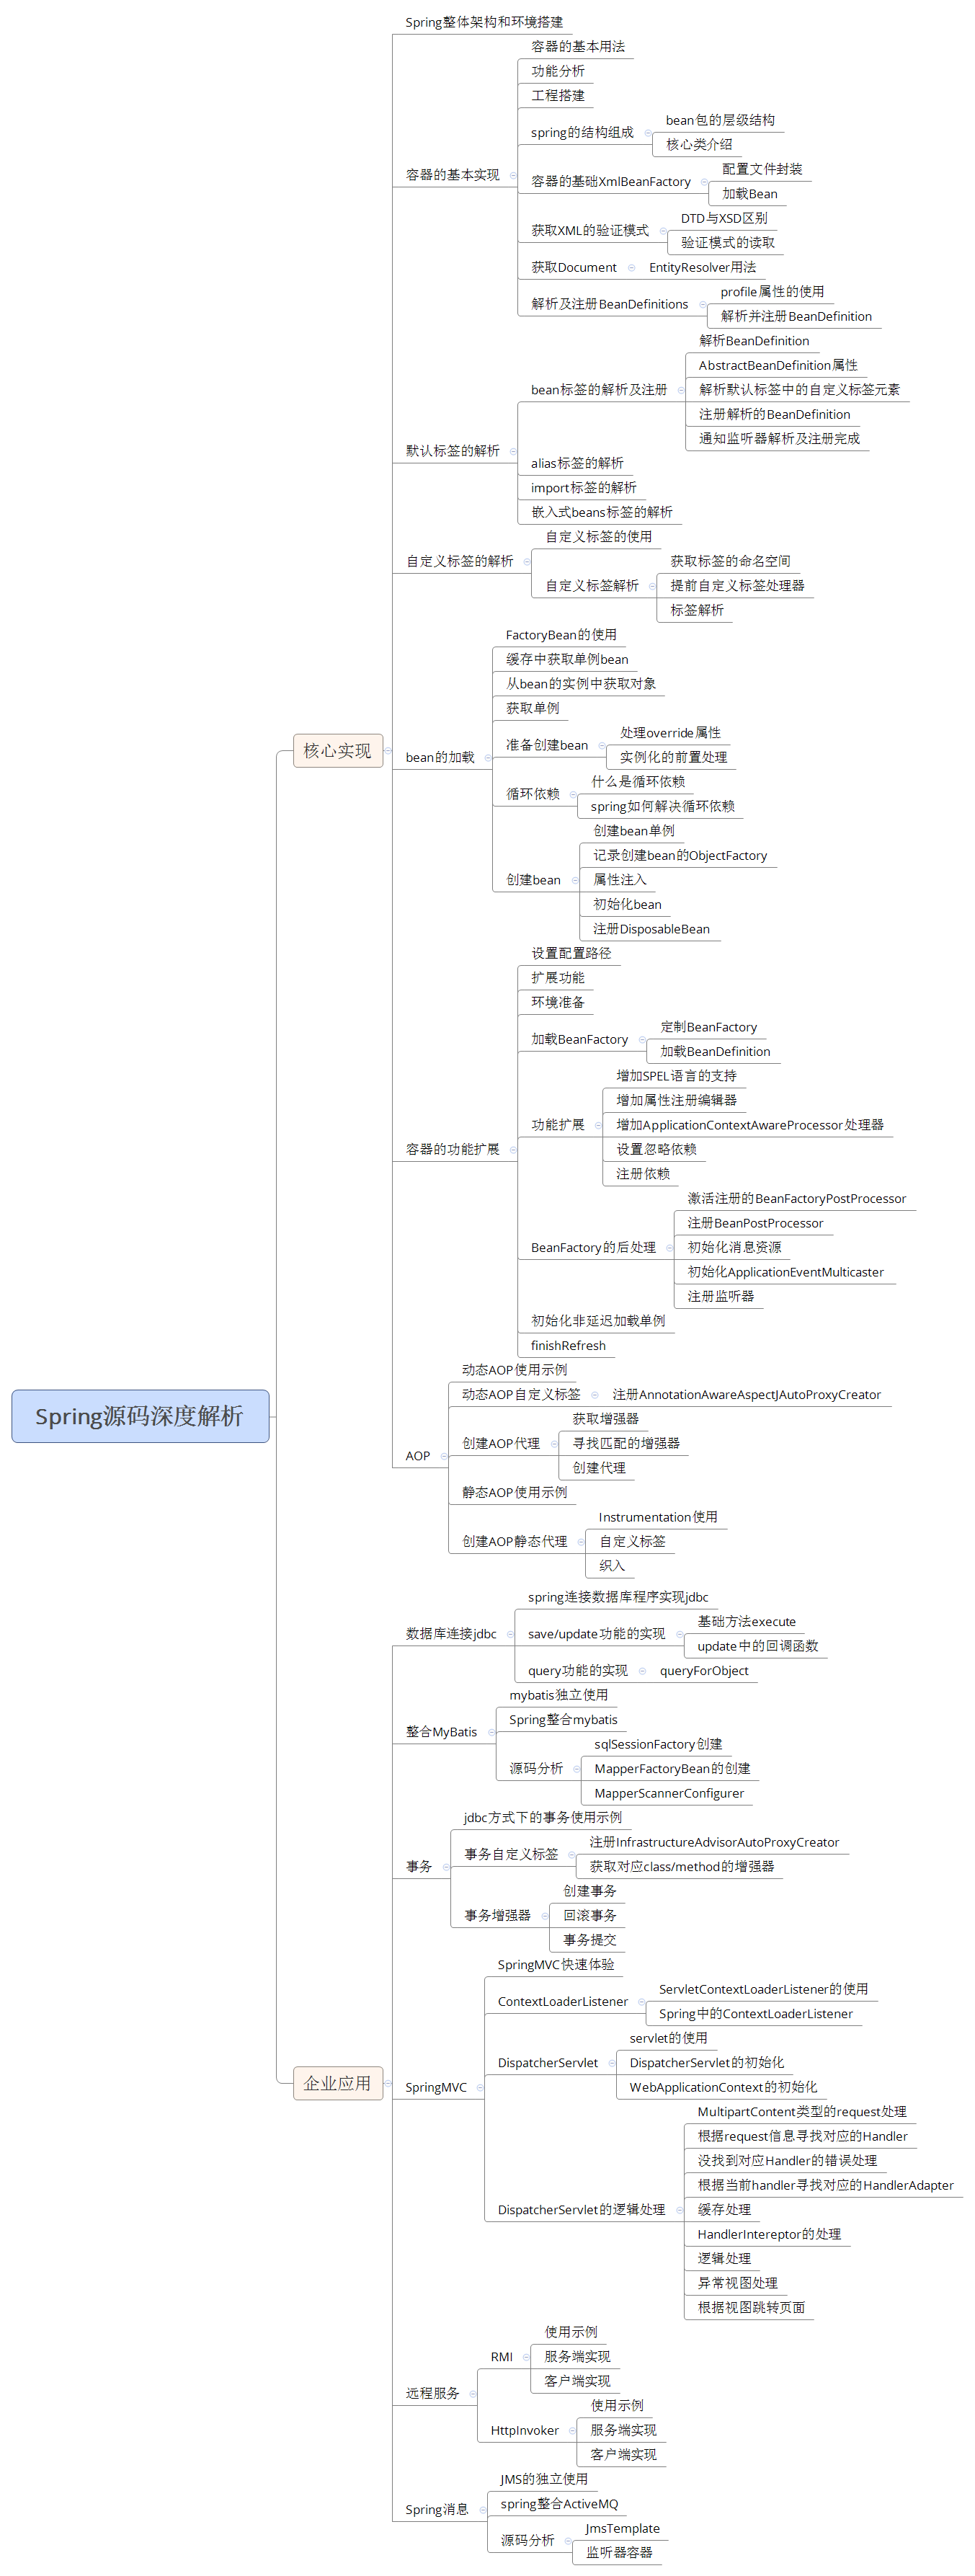 Spring源码深度解析
核心实现
Spring整体架构和环境搭建
容器的基本实现
容器的基本用法
功能分析
工程搭建
spring的结构组成
bean包的层级结构
核心类介绍
容器的基础XmlBeanFactory
配置文件封装
加载Bean
获取XML的验证模式
DTD与XSD区别
验证模式的读取
获取Document
EntityResolver用法
解析及注册BeanDefinitions
profile属性的使用
解析并注册BeanDefinition
默认标签的解析
bean标签的解析及注册
解析BeanDefinition
AbstractBeanDefinition属性
解析默认标签中的自定义标签元素
注册解析的BeanDefinition
通知监听器解析及注册完成
alias标签的解析
import标签的解析
嵌入式beans标签的解析
自定义标签的解析
自定义标签的使用
自定义标签解析
获取标签的命名空间
提前自定义标签处理器
标签解析
bean的加载
FactoryBean的使用
缓存中获取单例bean
从bean的实例中获取对象
获取单例
准备创建bean
处理override属性
实例化的前置处理
循环依赖
什么是循环依赖
spring如何解决循环依赖
创建bean
创建bean单例
记录创建bean的ObjectFactory
属性注入
初始化bean
注册DisposableBean
容器的功能扩展
设置配置路径
扩展功能
环境准备
加载BeanFactory
定制BeanFactory
加载BeanDefinition
功能扩展
增加SPEL语言的支持
增加属性注册编辑器
增加ApplicationContextAwareProcessor处理器
设置忽略依赖
注册依赖
BeanFactory的后处理
激活注册的BeanFactoryPostProcessor
注册BeanPostProcessor
初始化消息资源
初始化ApplicationEventMulticaster
注册监听器
初始化非延迟加载单例
finishRefresh
AOP
动态AOP使用示例
动态AOP自定义标签
注册AnnotationAwareAspectJAutoProxyCreator
创建AOP代理
获取增强器
寻找匹配的增强器
创建代理
静态AOP使用示例
创建AOP静态代理
Instrumentation使用
自定义标签
织入
企业应用
数据库连接jdbc
spring连接数据库程序实现jdbc
save/update功能的实现
基础方法execute
update中的回调函数
query功能的实现
queryForObject
整合MyBatis
mybatis独立使用
Spring整合mybatis
源码分析
sqlSessionFactory创建
MapperFactoryBean的创建
MapperScannerConfigurer
事务
jdbc方式下的事务使用示例
事务自定义标签
注册InfrastructureAdvisorAutoProxyCreator
获取对应class/method的增强器
事务增强器
创建事务
回滚事务
事务提交
SpringMVC
SpringMVC快速体验
ContextLoaderListener
ServletContextLoaderListener的使用
Spring中的ContextLoaderListener
DispatcherServlet
servlet的使用
DispatcherServlet的初始化
WebApplicationContext的初始化
DispatcherServlet的逻辑处理
MultipartContent类型的request处理
根据request信息寻找对应的Handler
没找到对应Handler的错误处理
根据当前handler寻找对应的HandlerAdapter
缓存处理
HandlerIntereptor的处理
逻辑处理
异常视图处理
根据视图跳转页面
远程服务
RMI
使用示例
服务端实现
客户端实现
HttpInvoker
使用示例
服务端实现
客户端实现
Spring消息
JMS的独立使用
spring整合ActiveMQ
源码分析
JmsTemplate
监听器容器